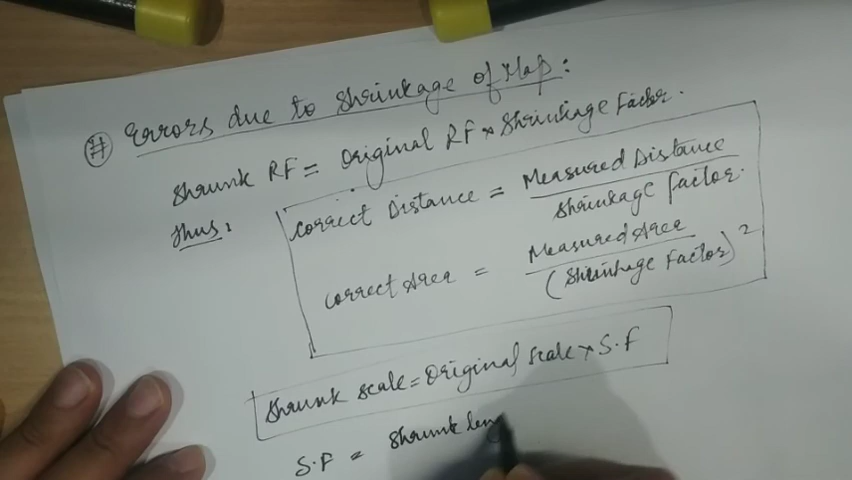 # Errors due to Shrinkage of Map:
Shrunk RF = Original RF × Shrinkage Factor.
Thus: Correct Distance = Measured Distance
Shrinkage factor.
Correct Area = Measured Area
(Shrinkage Factor)²
Shrunk scale = Original scale × S.F
S.F = Shrunk leng